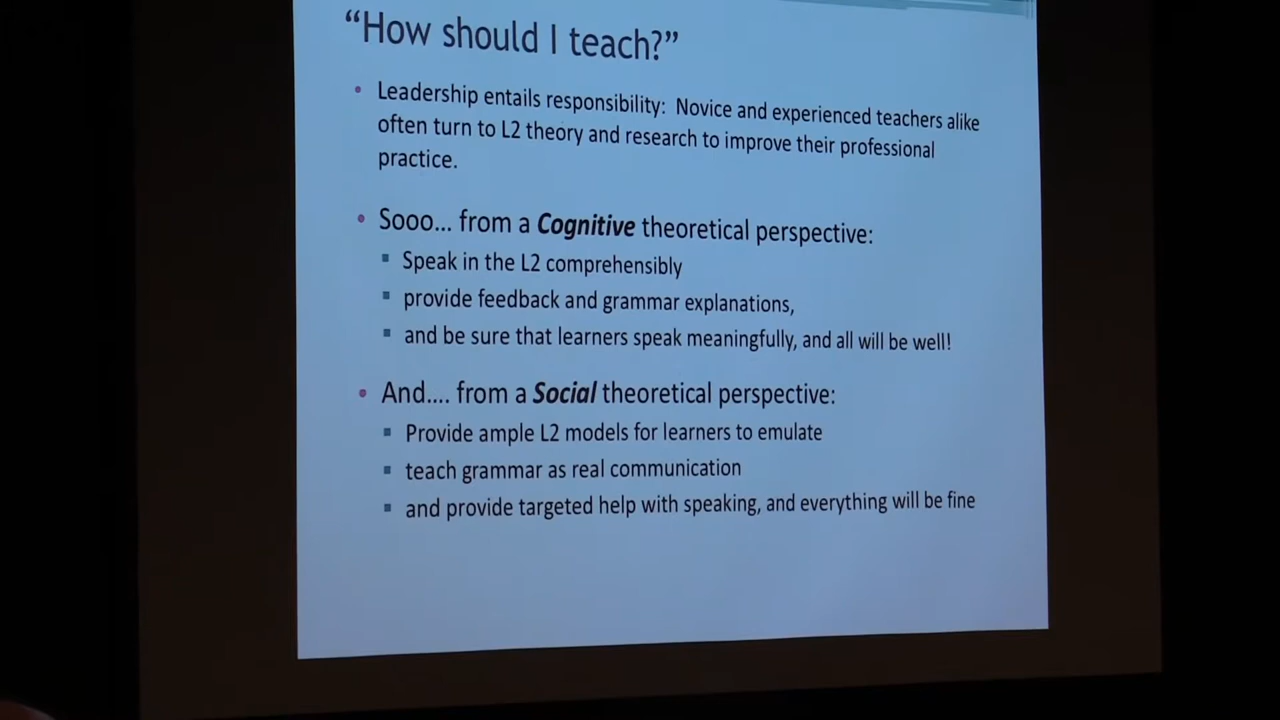 “How should I teach?”
• Leadership entails responsibility:  Novice and experienced teachers alike
often turn to L2 theory and research to improve their professional
practice.
• Sooo... from a Cognitive theoretical perspective:
▪ Speak in the L2 comprehensibly
▪ provide feedback and grammar explanations,
▪ and be sure that learners speak meaningfully, and all will be well!
• And.... from a Social theoretical perspective:
▪ Provide ample L2 models for learners to emulate
▪ teach grammar as real communication
▪ and provide targeted help with speaking, and everything will be fine